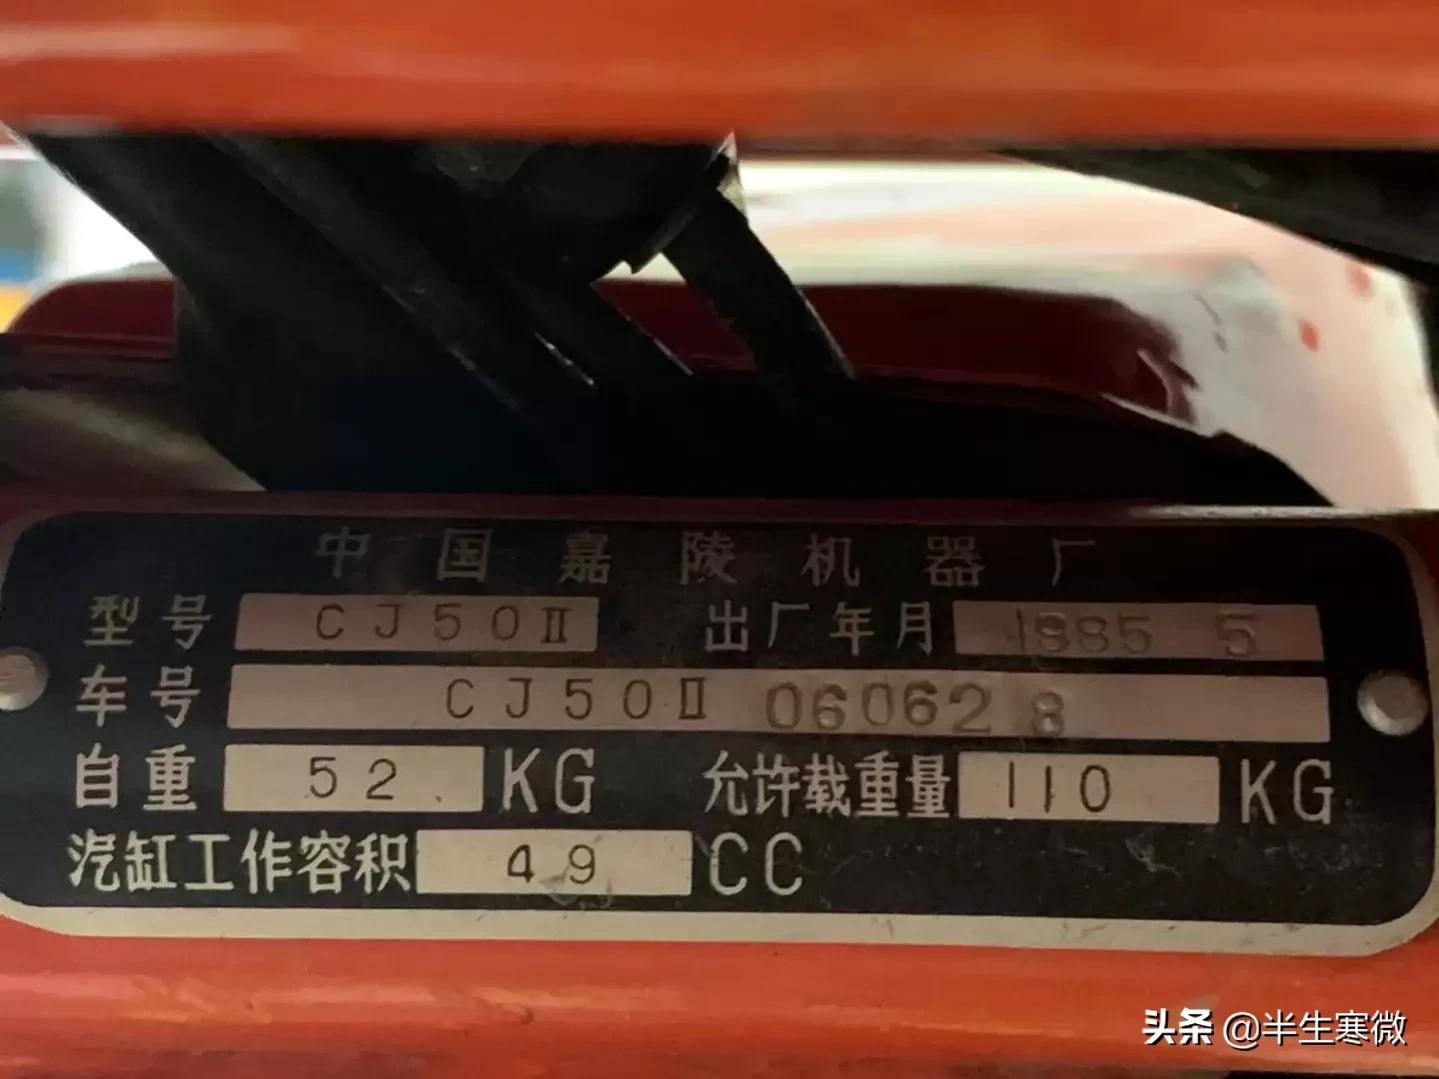 中国嘉陵机器厂
型号 CJ50Ⅱ 出厂年月 1985 5
车号 CJ50Ⅱ 060628
自重 52 KG 允许载重量 110 KG
汽缸工作容积 49 CC
头条 @半生寒微